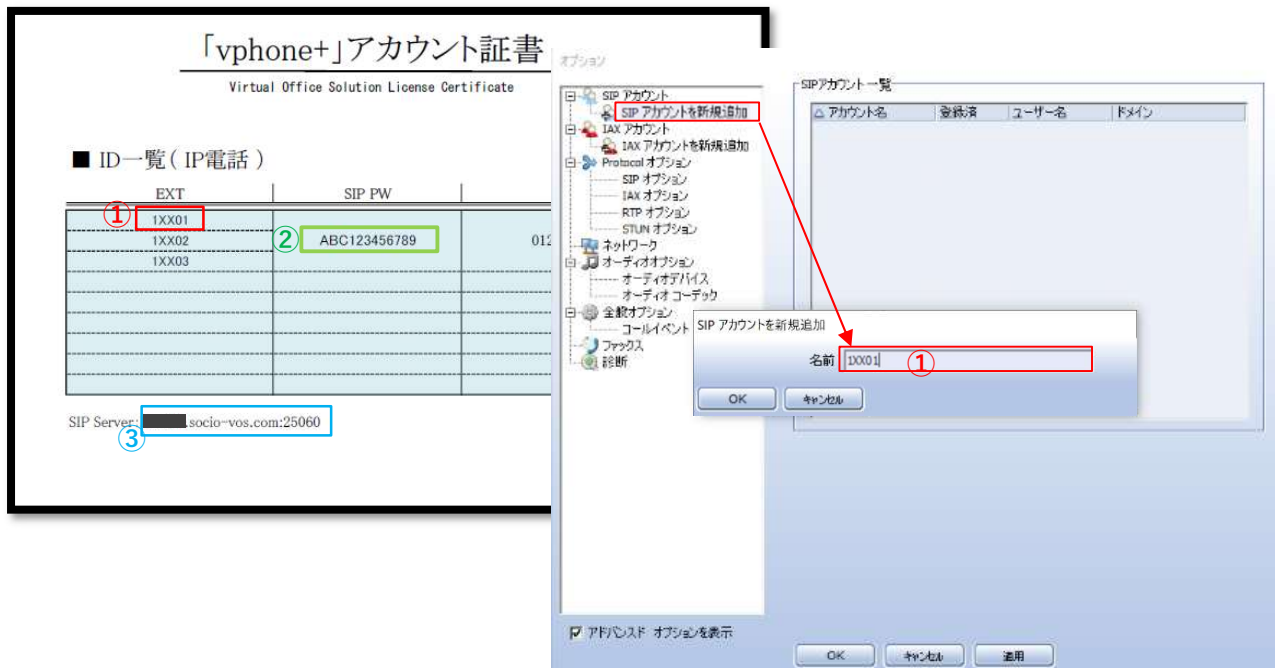 「vphone+」アカウント証書
Virtual Office Solution License Certificate
■ ID一覧( IP電話 )
EXT SIP PW
① 1XX01
1XX02 ② ABC123456789 012
1XX03
SIP Server: .socio-vos.com:25060
③
オプション
SIP アカウント
SIP アカウントを新規追加
IAX アカウント
IAX アカウントを新規追加
Protocol オプション
SIP オプション
IAX オプション
RTP オプション
STUN オプション
ネットワーク
オーディオオプション
オーディオデバイス
オーディオ コーデック
全般オプション
コールイベント
ファックス
診断
アドバンスド オプションを表示
SIPアカウント一覧
アカウント名 登録済 ユーザー名 ドメイン
SIP アカウントを新規追加
名前 1XX01 ①
OK キャンセル
OK キャンセル 適用